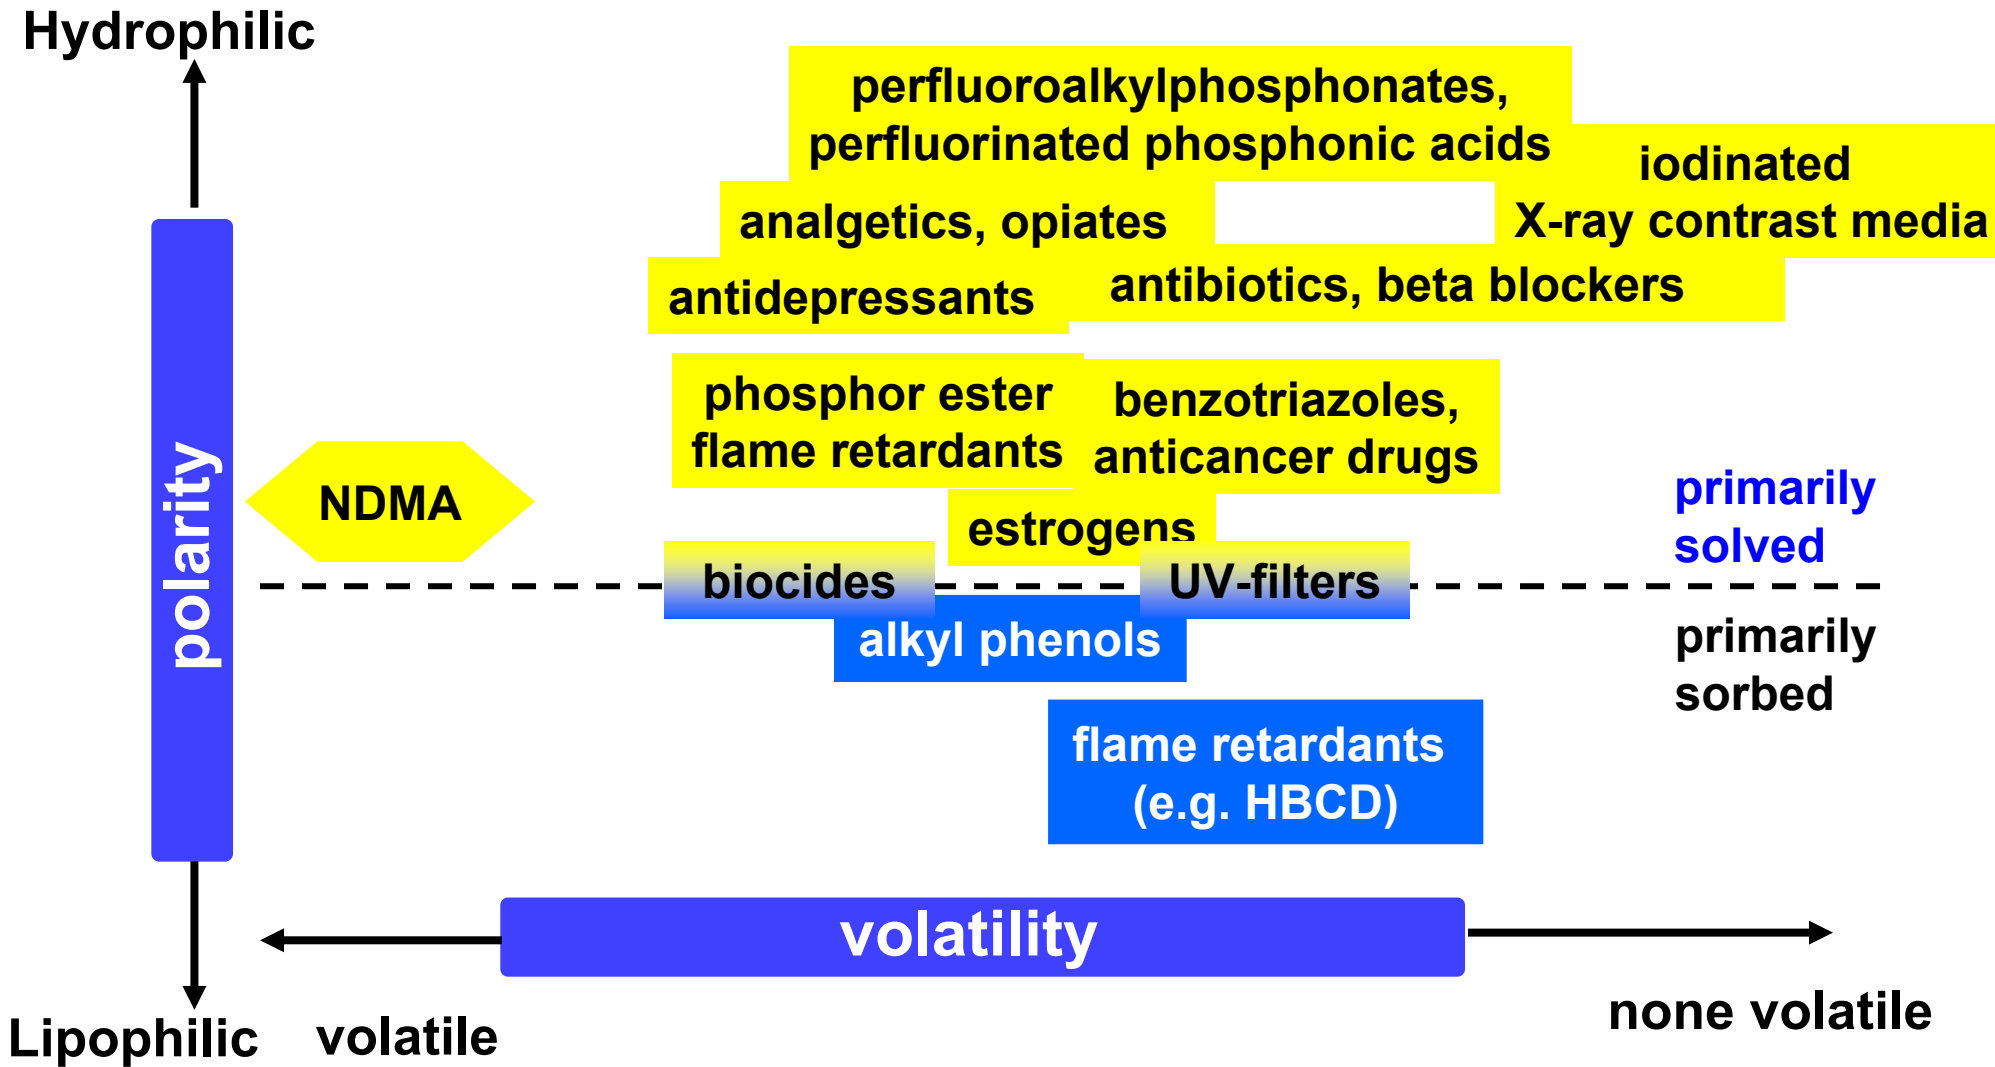 Hydrophilic
perfluoroalkylphosphonates,
perfluorinated phosphonic acids
iodinated
X-ray contrast media
analgetics, opiates
antibiotics, beta blockers
antidepressants
phosphor ester
flame retardants
benzotriazoles,
anticancer drugs
polarity
NDMA
estrogens
primarily
solved
biocides
UV-filters
alkyl phenols
primarily
sorbed
flame retardants
(e.g. HBCD)
volatility
Lipophilic
volatile
none volatile